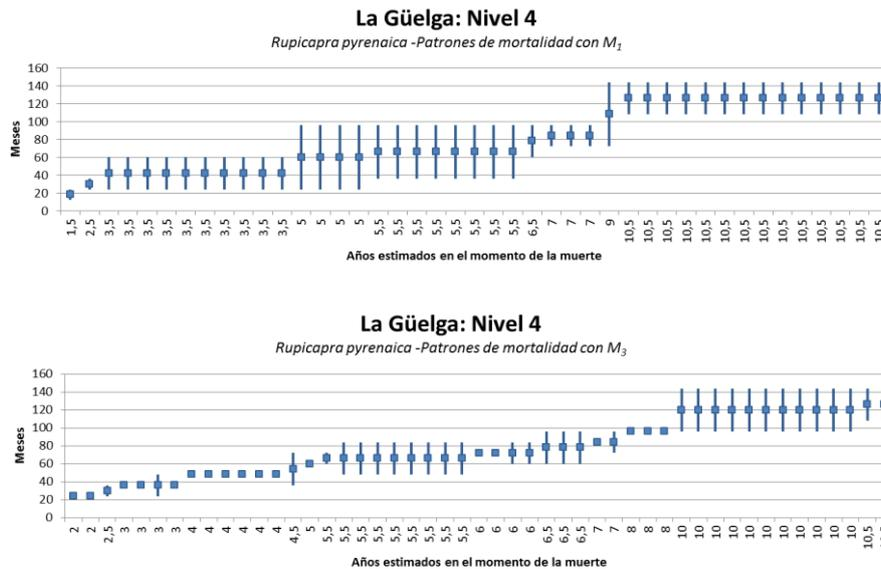 La Güelga: Nivel 4
Rupicapra pyrenaica -Patrones de mortalidad con M₁
Meses
160
140
120
100
80
60
40
20
0
1,5 2,5 3,5 3,5 3,5 3,5 3,5 3,5 3,5 3,5 3,5 3,5 5 5 5 5 5,5 5,5 5,5 5,5 5,5 5,5 5,5 5,5 6,5 7 7 7 9 10,5 10,5 10,5 10,5 10,5 10,5 10,5 10,5 10,5 10,5 10,5 10,5 10,5 10,5
Años estimados en el momento de la muerte
La Güelga: Nivel 4
Rupicapra pyrenaica -Patrones de mortalidad con M₃
Meses
160
140
120
100
80
60
40
20
0
2 2 2,5 3 3 3 3 4 4 4 4 4 4 4,5 5 5,5 5,5 5,5 5,5 5,5 5,5 5,5 5,5 5,5 6 6 6 6 6,5 6,5 6,5 7 7 8 8 8 10 10 10 10 10 10 10 10 10 10 10 10,5
Años estimados en el momento de la muerte